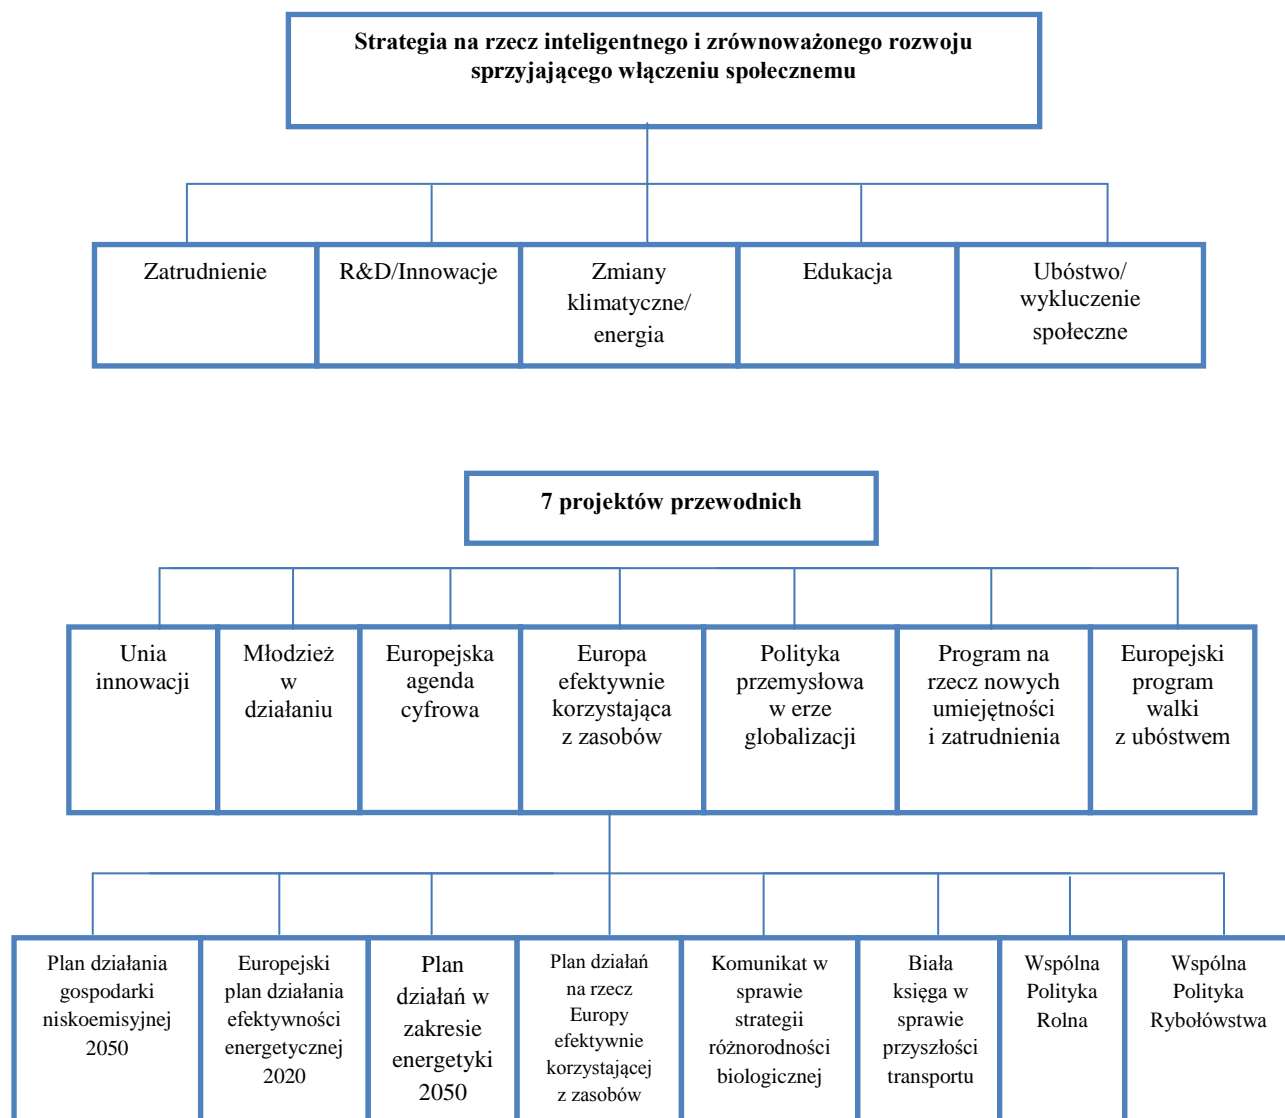 Strategia na rzecz inteligentnego i zrównoważonego rozwoju
sprzyjającego włączeniu społecznemu
Zatrudnienie
R&D/Innowacje
Zmiany
klimatyczne/
energia
Edukacja
Ubóstwo/
wykluczenie
społeczne
7 projektów przewodnich
Unia
innowacji
Młodzież
w
działaniu
Europejska
agenda
cyfrowa
Europa
efektywnie
korzystająca
z zasobów
Polityka
przemysłowa
w erze
globalizacji
Program na
rzecz nowych
umiejętności
i zatrudnienia
Europejski
program
walki
z ubóstwem
Plan działania
gospodarki
niskoemisyjnej
2050
Europejski
plan działania
efektywności
energetycznej
2020
Plan
działań w
zakresie
energetyki
2050
Plan działań
na rzecz
Europy
efektywnie
korzystającej
z zasobów
Komunikat w
sprawie
strategii
różnorodności
biologicznej
Biała
księga w
sprawie
przyszłości
transportu
Wspólna
Polityka
Rolna
Wspólna
Polityka
Rybołówstwa